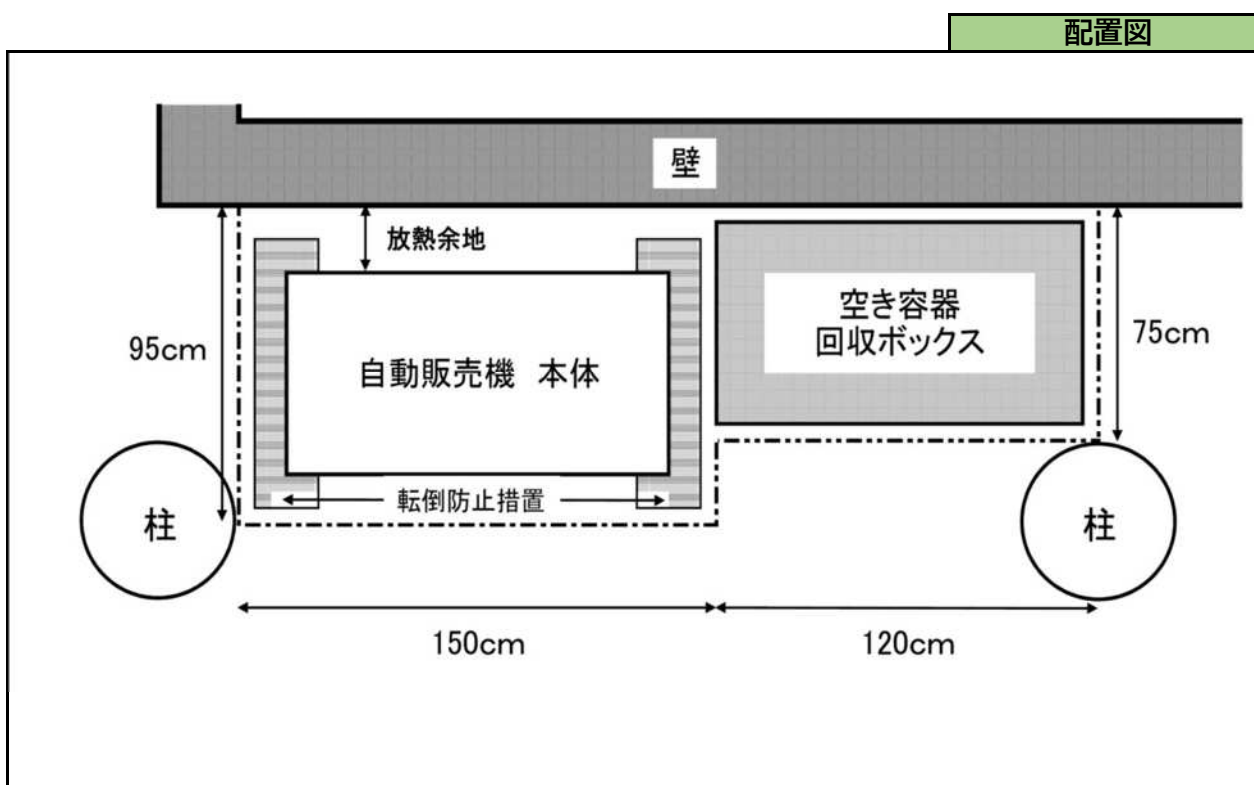 配置図
壁
放熱余地
95cm
自動販売機 本体
空き容器
回収ボックス
75cm
転倒防止措置
柱
柱
150cm
120cm